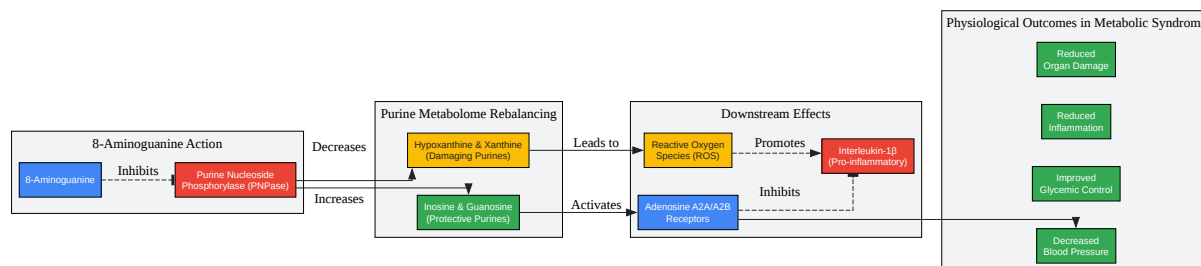 Physiological Outcomes in Metabolic Syndrom
Reduced
Organ Damage
Reduced
Inflammation
Improved
Glycemic Control
Decreased
Blood Pressure
Purine Metabolome Rebalancing
Hypoxanthine & Xanthine
(Damaging Purines)
Inosine & Guanosine
(Protective Purines)
Downstream Effects
Reactive Oxygen
Species (ROS)
Promotes
Interleukin-1β
(Pro-inflammatory)
Inhibits
Adenosine A2A/A2B
Receptors
Leads to
Activates
8-Aminoguanine Action
8-Aminoguanine
Inhibits
Purine Nucleoside
Phosphorylase (PNPase)
Decreases
Increases